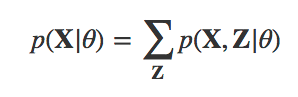 p(X|θ) = ∑_Z p(X, Z|θ)